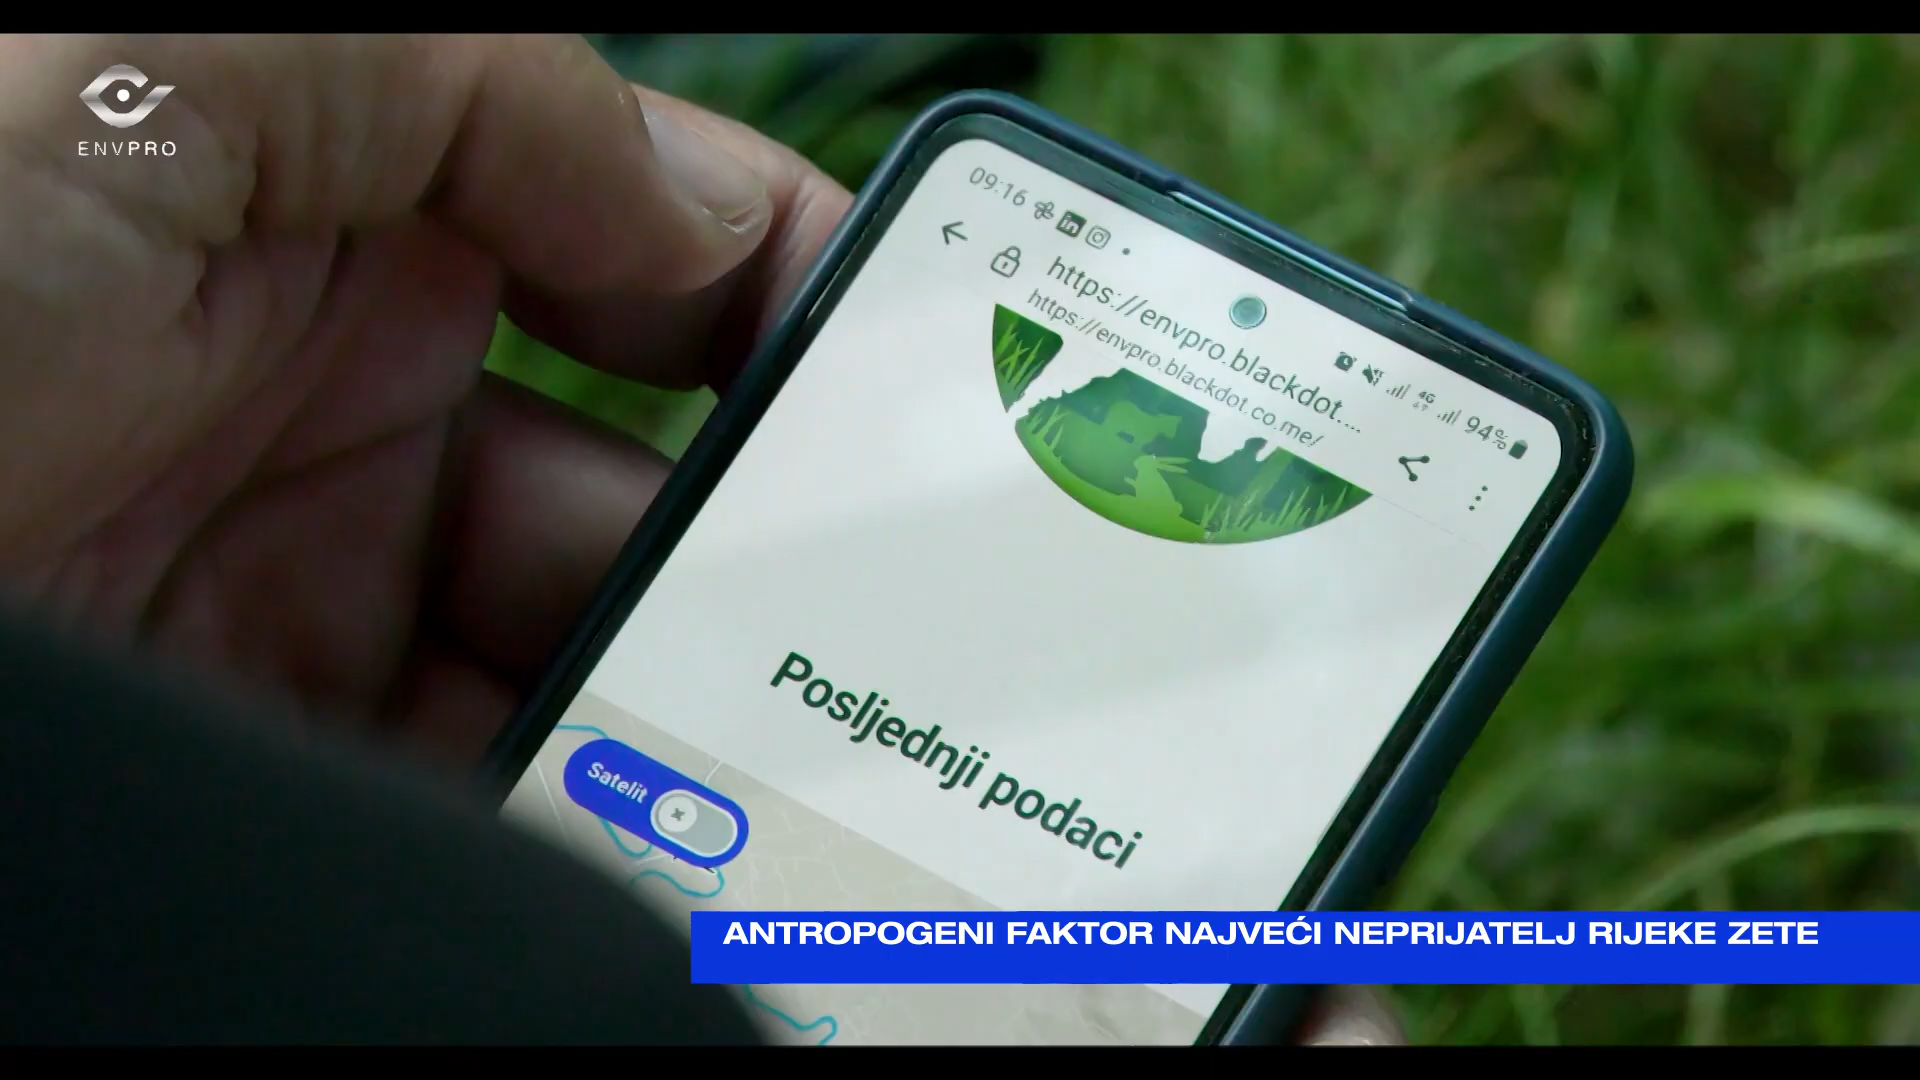 ENVPRO
09:16
4G
94%
https://envpro.blackdot....
https://envpro.blackdot.co.me/
Posljednji podaci
Satelit
ANTROPOGENI FAKTOR NAJVEĆI NEPRIJATELJ RIJEKE ZETE